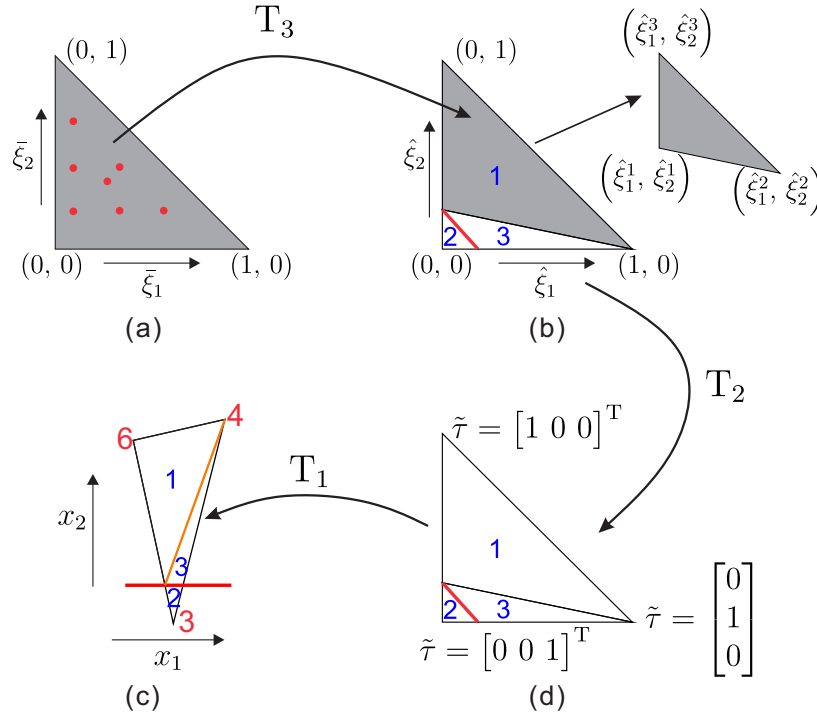 T₃
(0, 1)
ξ̄₂
(0, 0)
(1, 0)
ξ̄₁
(a)
(0, 1)
ξ̂₂
1
2
3
(0, 0)
(1, 0)
ξ̂₁
(b)
(ξ̂₁³, ξ̂₂³)
(ξ̂₁¹, ξ̂₂¹)
(ξ̂₁², ξ̂₂²)
T₂
T₁
6
4
1
x₂
3
2
3
x₁
(c)
τ̃ = [1 0 0]ᵀ
1
2
3
τ̃ = [0 1 0]
τ̃ = [0 0 1]ᵀ
(d)